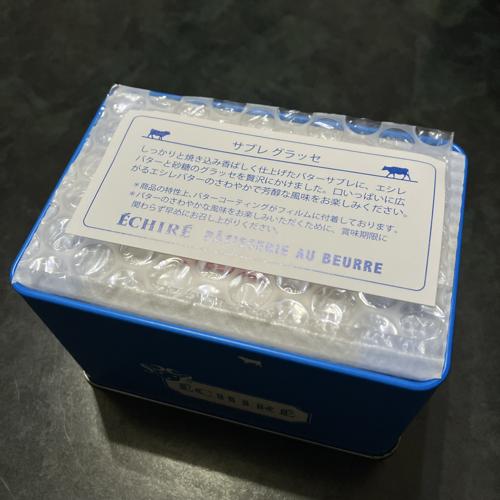 サブレ グラッセ
しっかりと焼き込み香ばしく仕上げたバターサブレに、エシレ
バターと砂糖のグラッセを贅沢にかけました。口いっぱいに広
がるエシレバターのさわやかで芳醇な風味をお楽しみください。
＊商品の特性上、バターコーティングがフィルムに付着しております。
＊バターのさわやかな風味をお楽しみいただくために、賞味期限に
関わらず早めにお召し上がりください。
ÉCHIRÉ PÂTISSERIE AU BEURRE